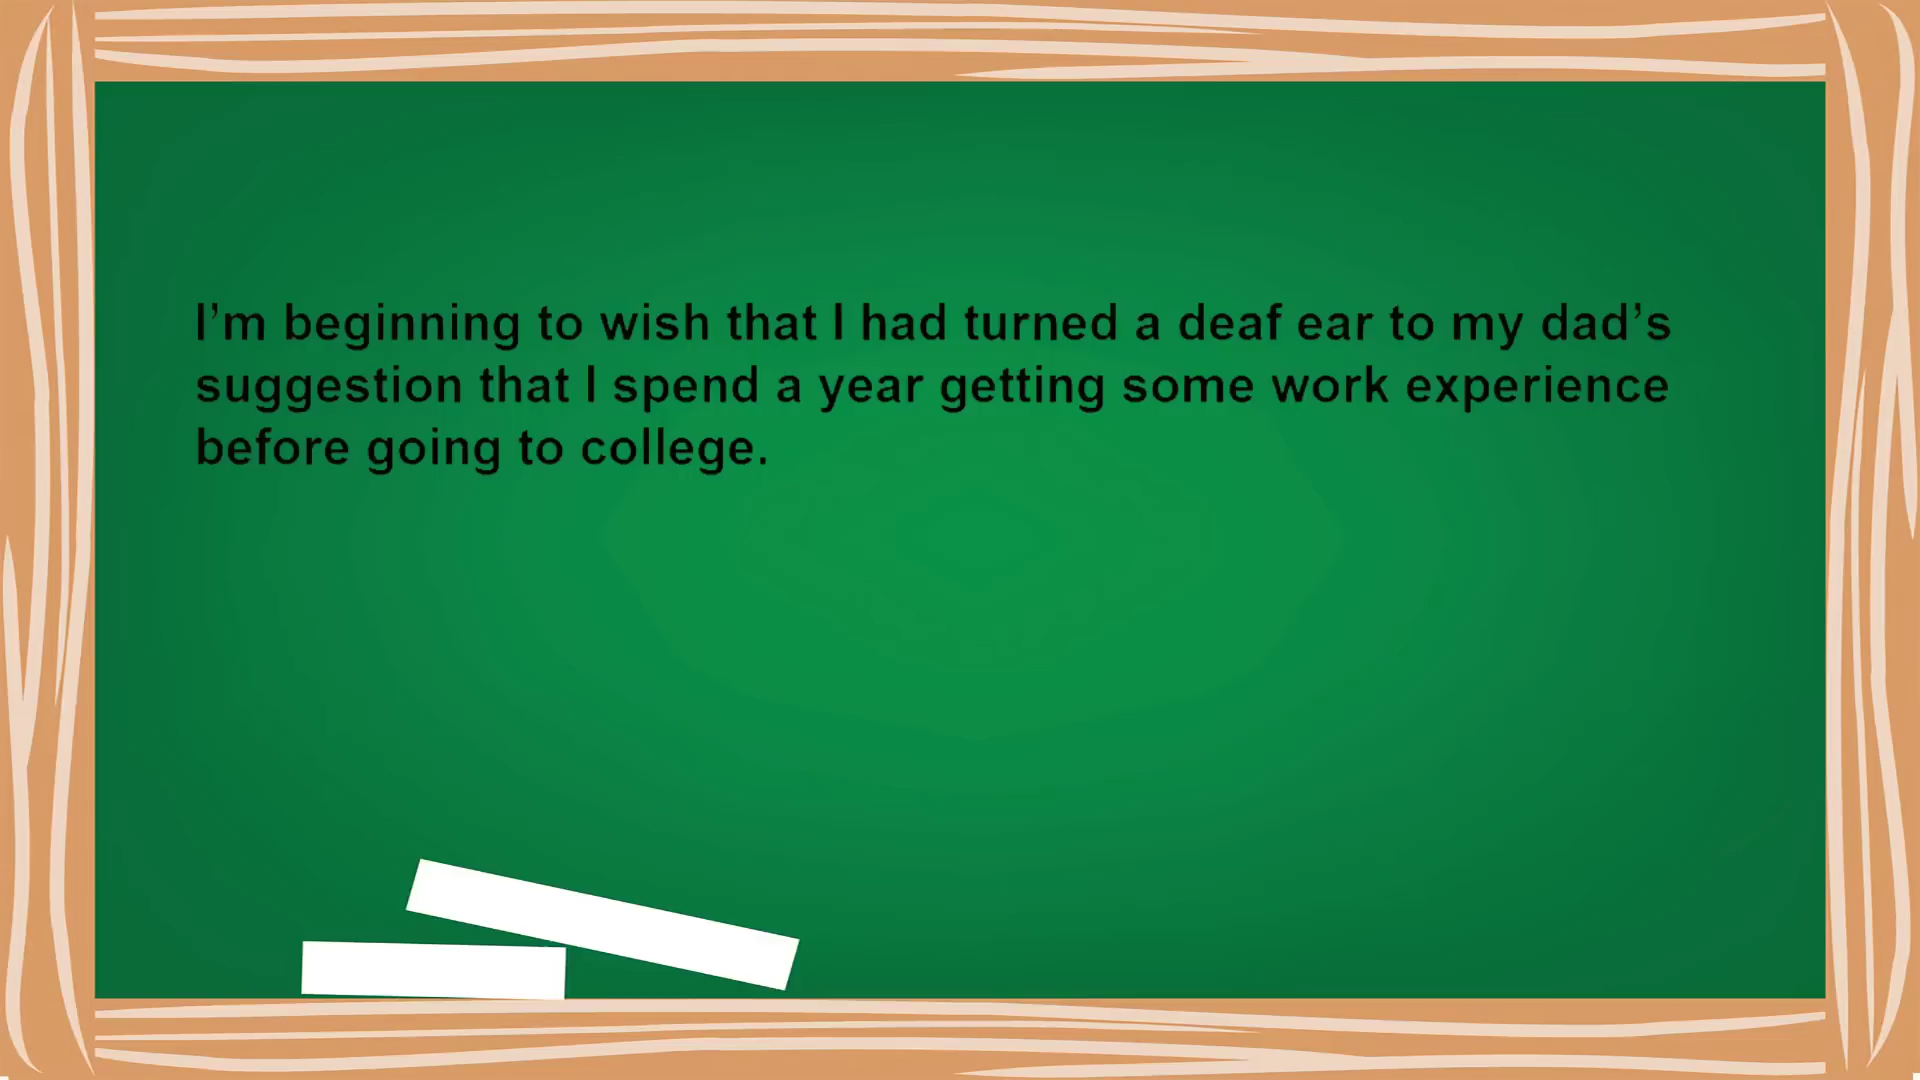 I’m beginning to wish that I had turned a deaf ear to my dad’s
suggestion that I spend a year getting some work experience
before going to college.